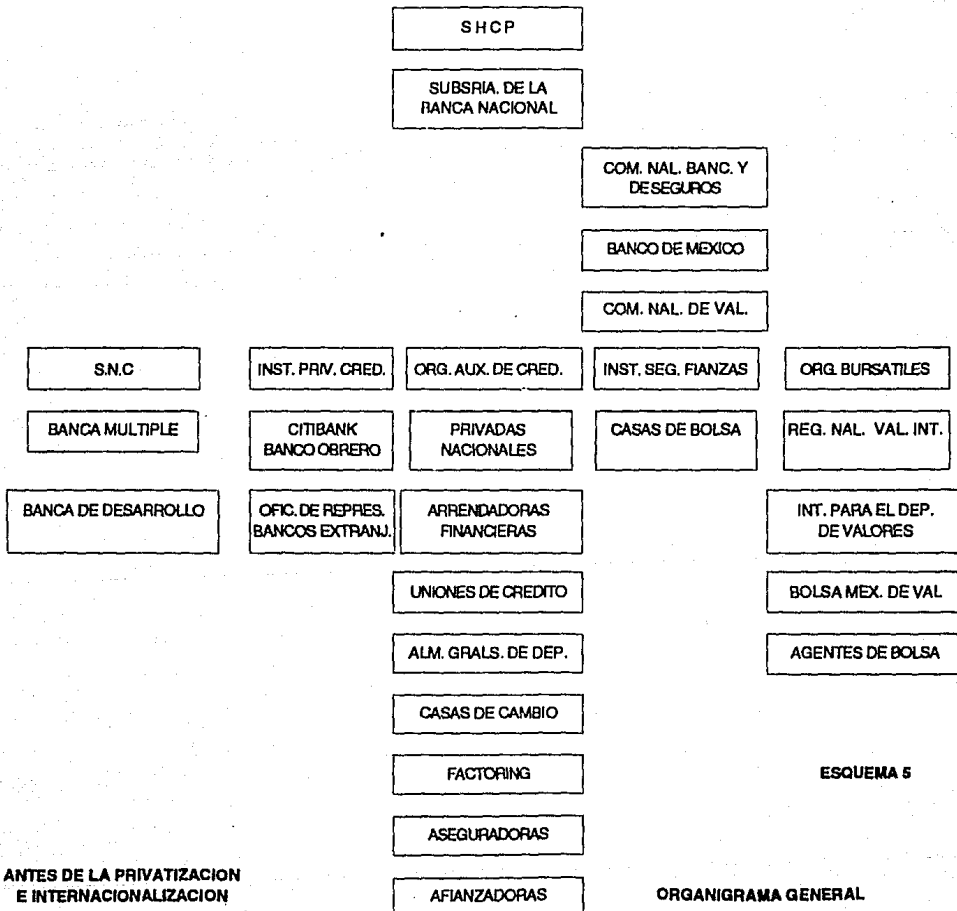 SHCP
SUBSRIA. DE LA
BANCA NACIONAL
COM. NAL. BANC. Y
DE SEGUROS
BANCO DE MEXICO
COM. NAL. DE VAL.
S.N.C
INST. PRIV. CRED.
ORG. AUX. DE CRED.
INST. SEG. FIANZAS
ORG. BURSATILES
BANCA MULTIPLE
CITIBANK
BANCO OBRERO
PRIVADAS
NACIONALES
CASAS DE BOLSA
REG. NAL. VAL. INT.
BANCA DE DESARROLLO
OFIC. DE REPRES.
BANCOS EXTRANJ.
ARRENDADORAS
FINANCIERAS
INT. PARA EL DEP.
DE VALORES
UNIONES DE CREDITO
BOLSA MEX. DE VAL
ALM. GRALS. DE DEP.
AGENTES DE BOLSA
CASAS DE CAMBIO
FACTORING
ESQUEMA 5
ASEGURADORAS
ANTES DE LA PRIVATIZACION
E INTERNACIONALIZACION
AFIANZADORAS
ORGANIGRAMA GENERAL